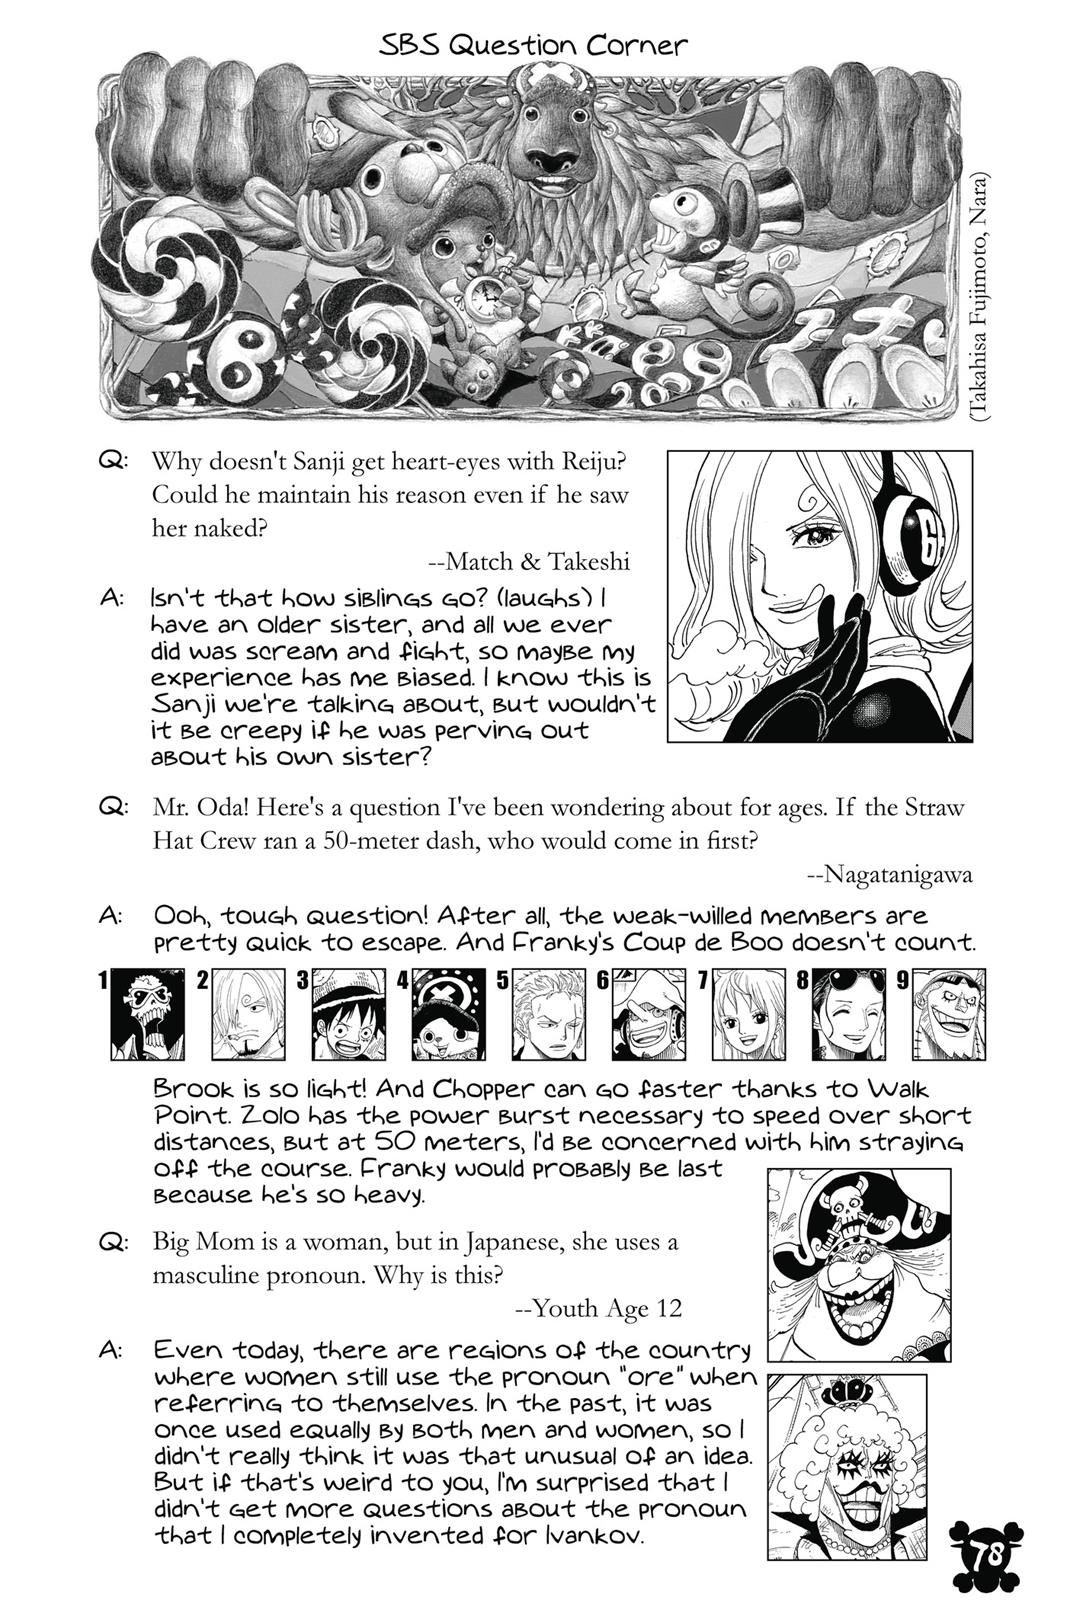 SBS Question Corner
(Takahisa Fujimoto, Nara)
Q: Why doesn't Sanji get heart-eyes with Reiju?
Could he maintain his reason even if he saw
her naked?
--Match & Takeshi
A: Isn't that how siblings go? (laughs) I
have an older sister, and all we ever
did was scream and fight, so maybe my
experience has me biased. I know this is
Sanji we're talking about, but wouldn't
it be creepy if he was perving out
about his own sister?
Q: Mr. Oda! Here's a question I've been wondering about for ages. If the Straw
Hat Crew ran a 50-meter dash, who would come in first?
--Nagatanigawa
A: Ooh, tough question! After all, the weak-willed members are
pretty quick to escape. And Franky's Coup de Boo doesn't count.
1 2 3 4 5 6 7 8 9
Brook is so light! And Chopper can go faster thanks to Walk
Point. Zolo has the power burst necessary to speed over short
distances, but at 50 meters, I'd be concerned with him straying
off the course. Franky would probably be last
because he's so heavy.
Q: Big Mom is a woman, but in Japanese, she uses a
masculine pronoun. Why is this?
--Youth Age 12
A: Even today, there are regions of the country
where women still use the pronoun "ore" when
referring to themselves. In the past, it was
once used equally by both men and women, so I
didn't really think it was that unusual of an idea.
But if that's weird to you, I'm surprised that I
didn't get more questions about the pronoun
that I completely invented for Ivankov.
78